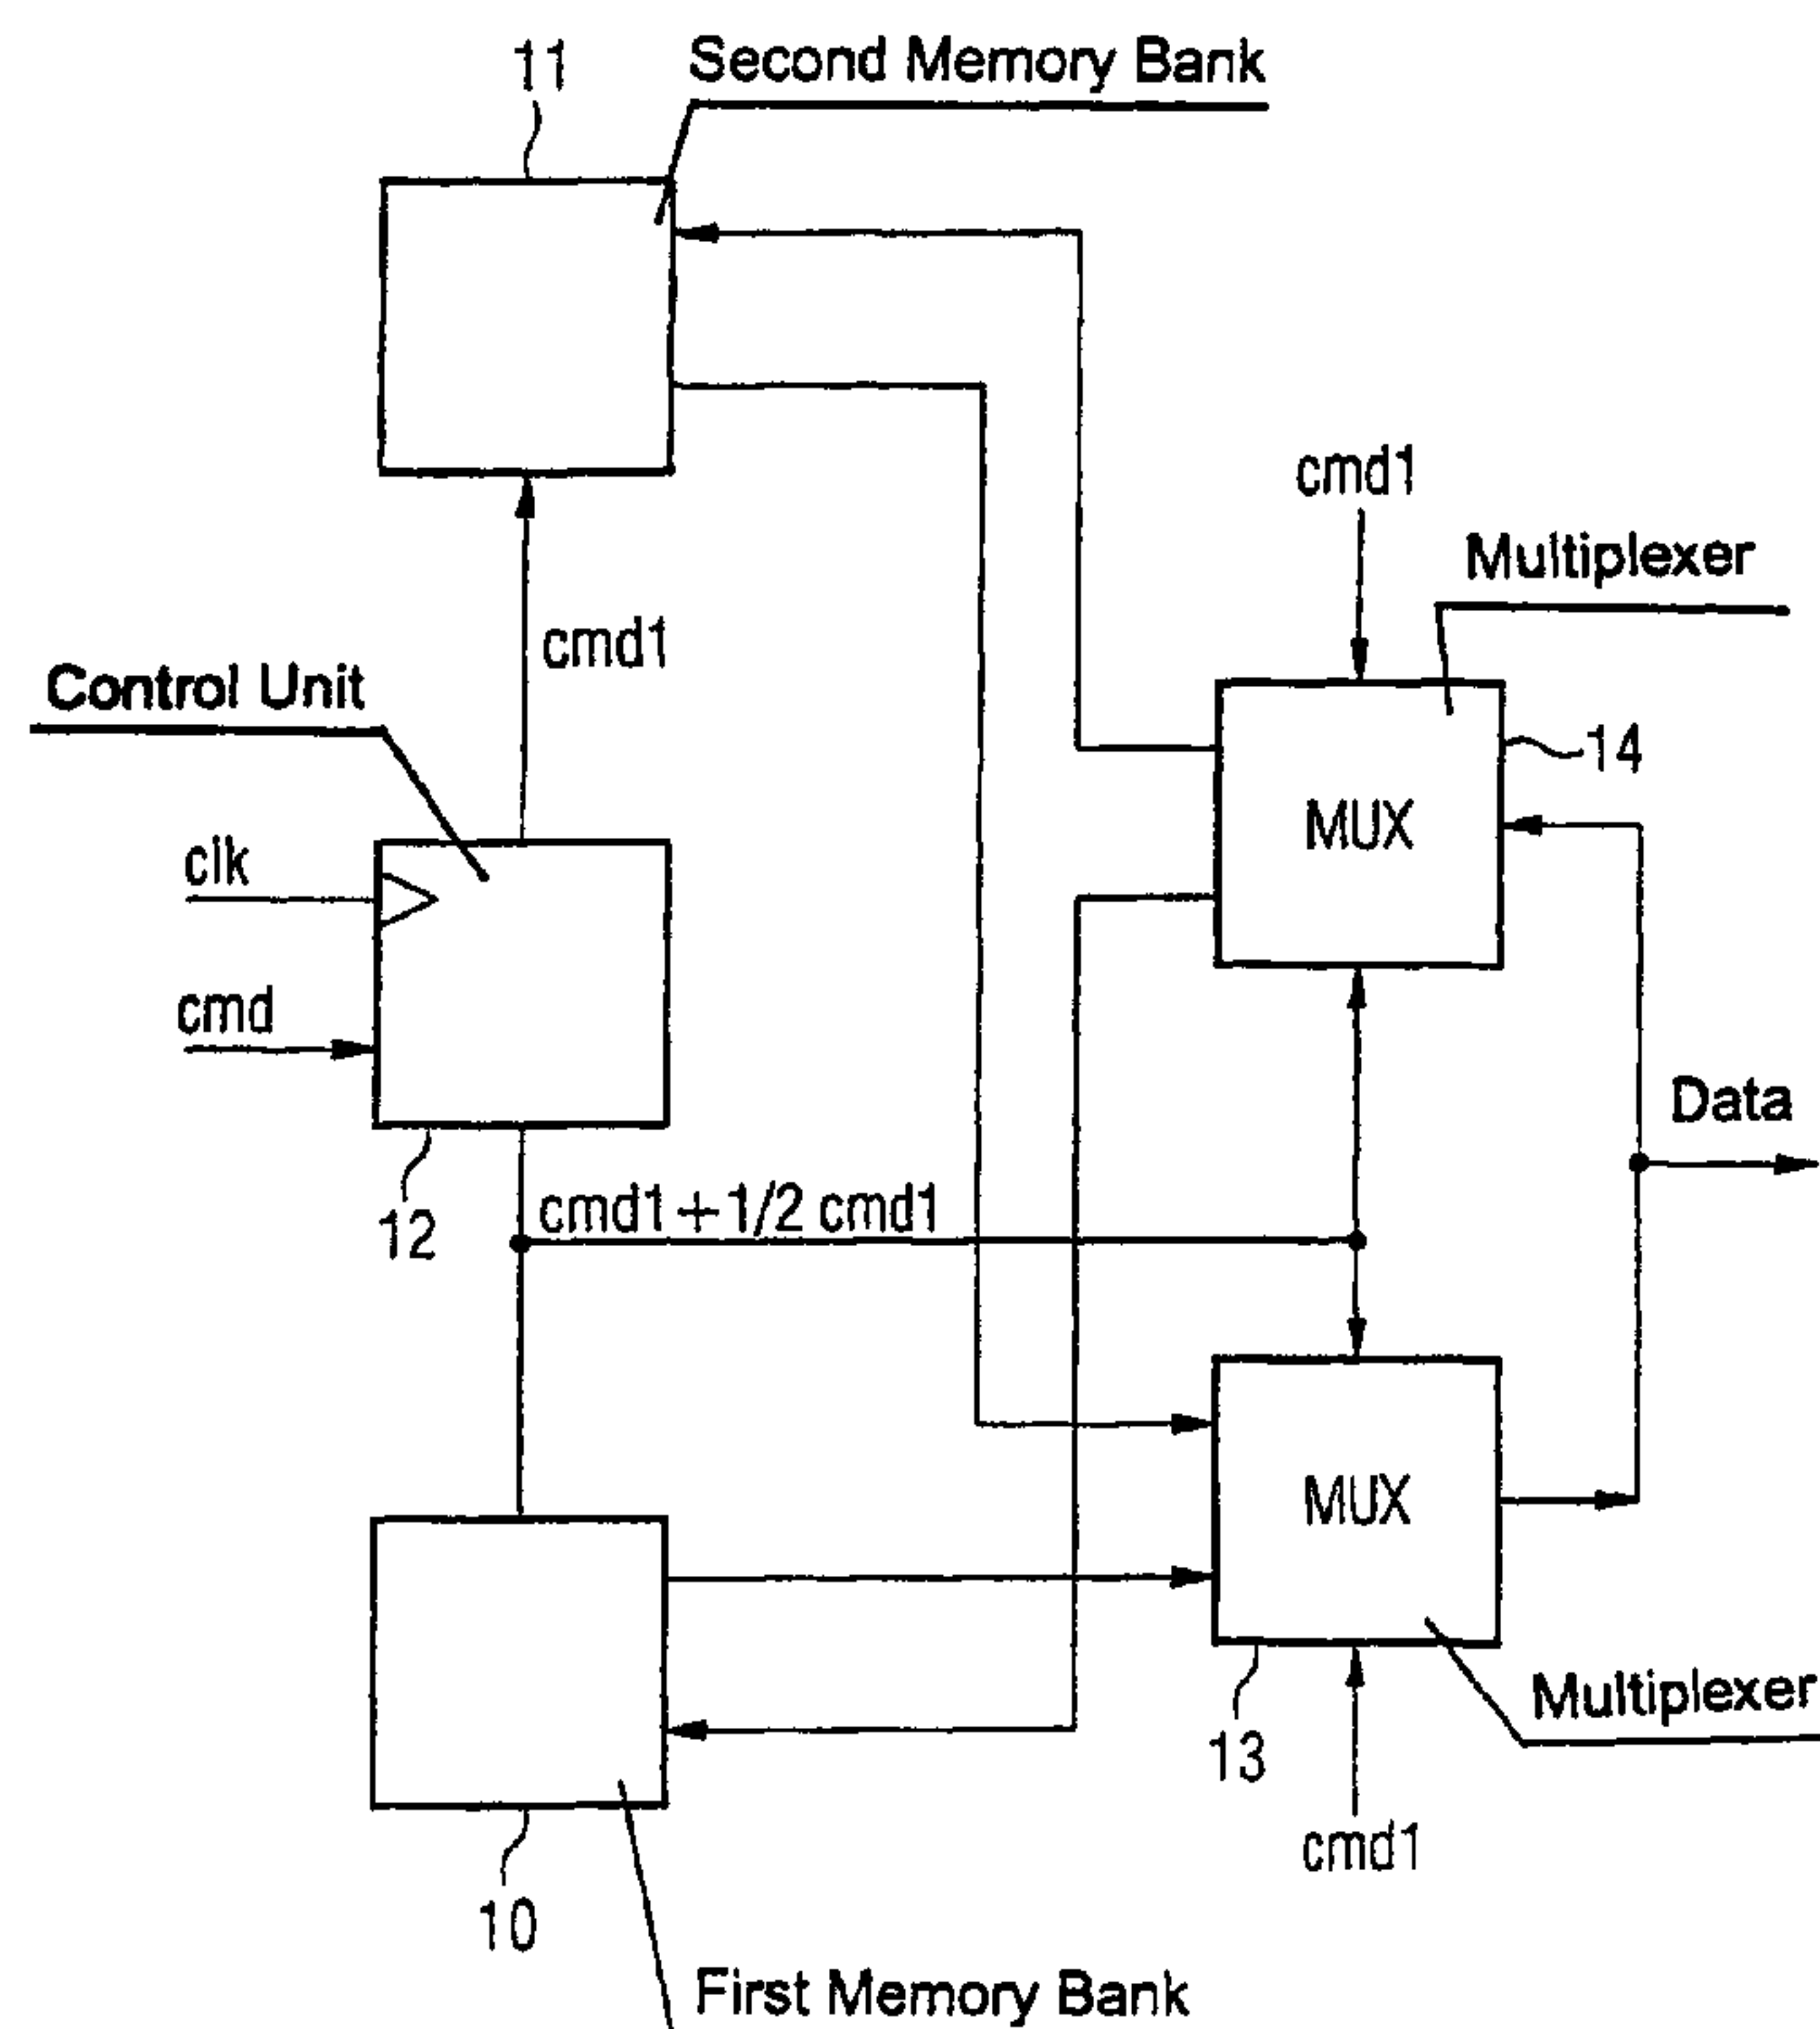 11
Second Memory Bank
cmd1
Multiplexer
cmd1
Control Unit
14
MUX
clk
cmd
Data
12
cmd1 + 1/2 cmd1
MUX
Multiplexer
13
cmd1
10
First Memory Bank